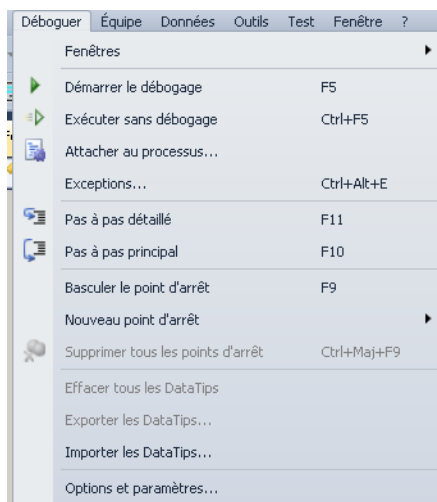 Déboguer Équipe Données Outils Test Fenêtre ?
Fenêtres
Démarrer le débogage F5
Exécuter sans débogage Ctrl+F5
Attacher au processus...
Exceptions... Ctrl+Alt+E
Pas à pas détaillé F11
Pas à pas principal F10
Basculer le point d'arrêt F9
Nouveau point d'arrêt
Supprimer tous les points d'arrêt Ctrl+Maj+F9
Effacer tous les DataTips
Exporter les DataTips...
Importer les DataTips...
Options et paramètres...